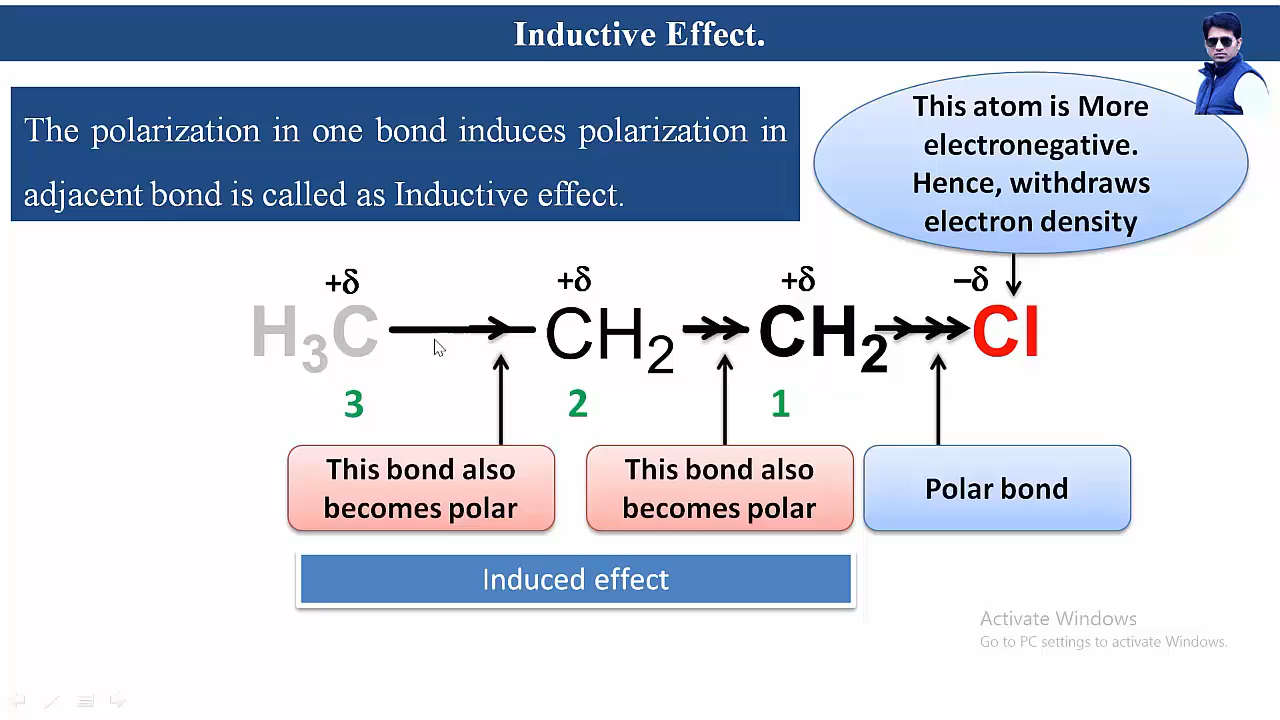 Inductive Effect.
The polarization in one bond induces polarization in
adjacent bond is called as Inductive effect.
This atom is More
electronegative.
Hence, withdraws
electron density
+δ +δ +δ −δ
H₃C CH₂ CH₂ Cl
3 2 1
This bond also
becomes polar
This bond also
becomes polar
Polar bond
Induced effect
Activate Windows
Go to PC settings to activate Windows.